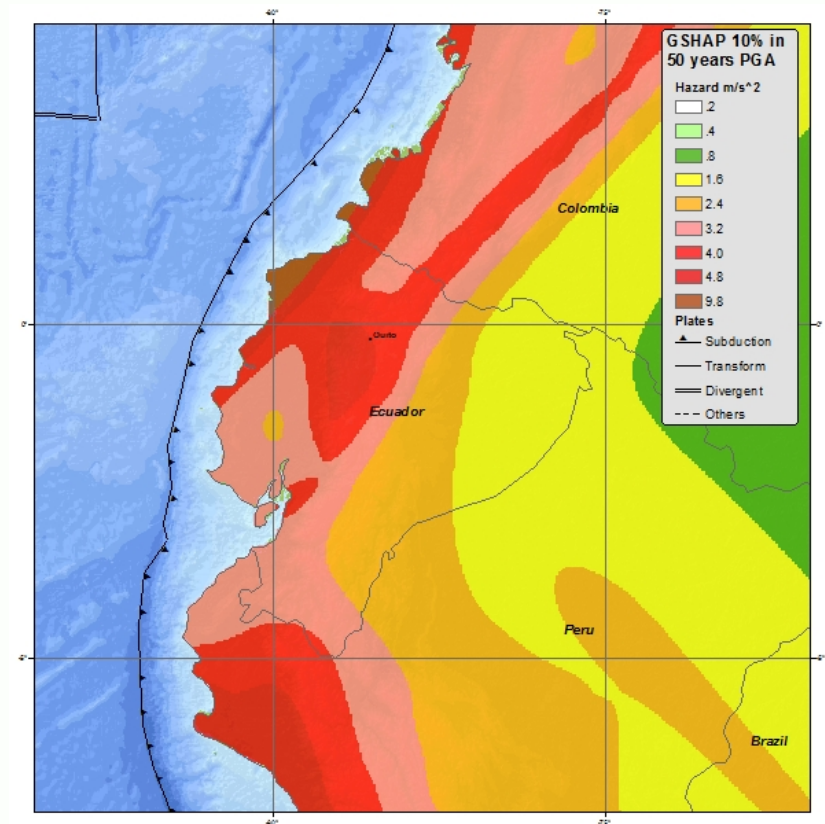 GSHAP 10% in
50 years PGA
Hazard m/s^2
.2
.4
.8
1.6
2.4
3.2
4.0
4.8
9.8
Plates
Subduction
Transform
Divergent
Others
Colombia
Quito
Ecuador
Peru
Brazil